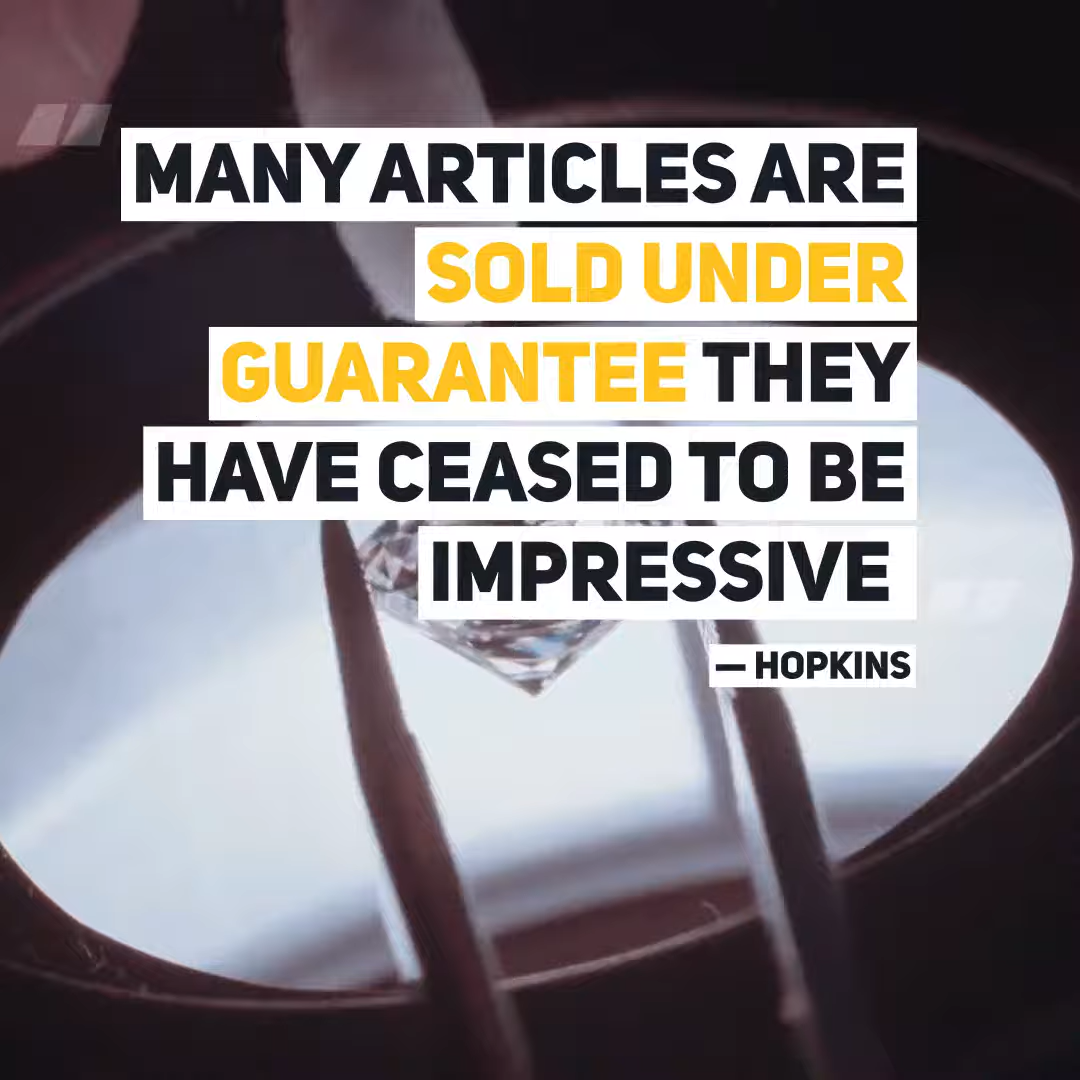 MANY ARTICLES ARE
SOLD UNDER
GUARANTEE THEY
HAVE CEASED TO BE
IMPRESSIVE
— HOPKINS